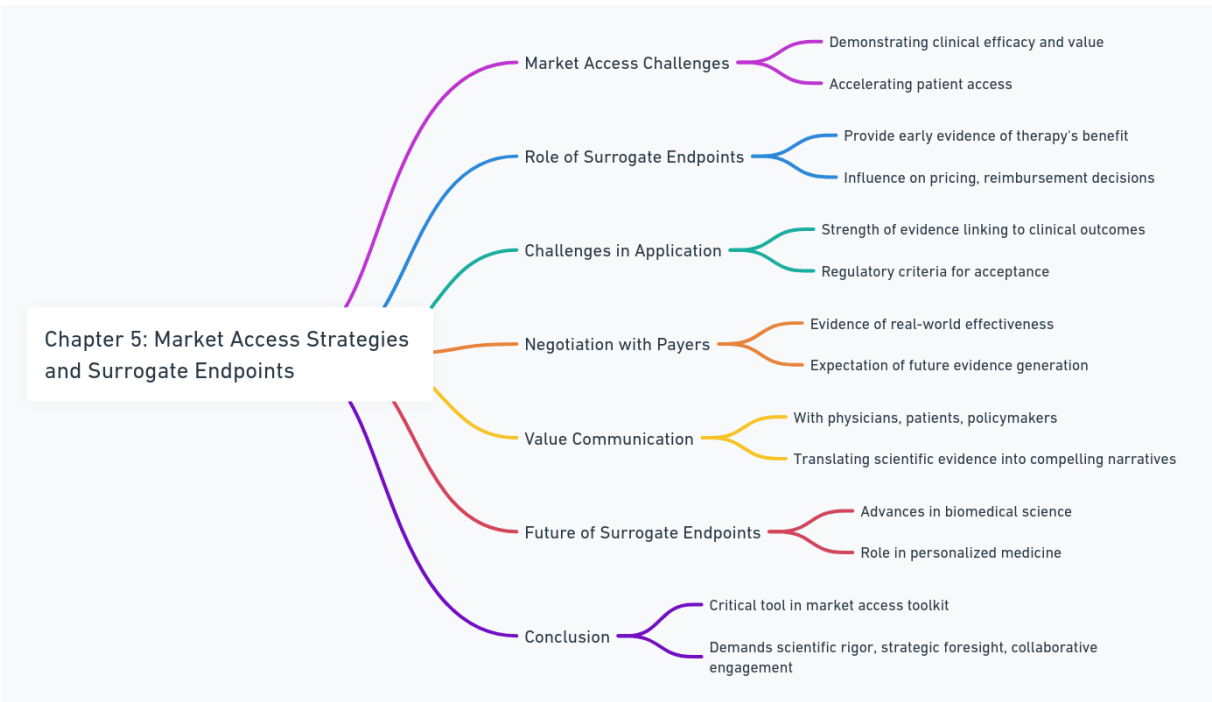 Chapter 5: Market Access Strategies
and Surrogate Endpoints
Market Access Challenges
Demonstrating clinical efficacy and value
Accelerating patient access
Role of Surrogate Endpoints
Provide early evidence of therapy's benefit
Influence on pricing, reimbursement decisions
Challenges in Application
Strength of evidence linking to clinical outcomes
Regulatory criteria for acceptance
Negotiation with Payers
Evidence of real-world effectiveness
Expectation of future evidence generation
Value Communication
With physicians, patients, policymakers
Translating scientific evidence into compelling narratives
Future of Surrogate Endpoints
Advances in biomedical science
Role in personalized medicine
Conclusion
Critical tool in market access toolkit
Demands scientific rigor, strategic foresight, collaborative
engagement